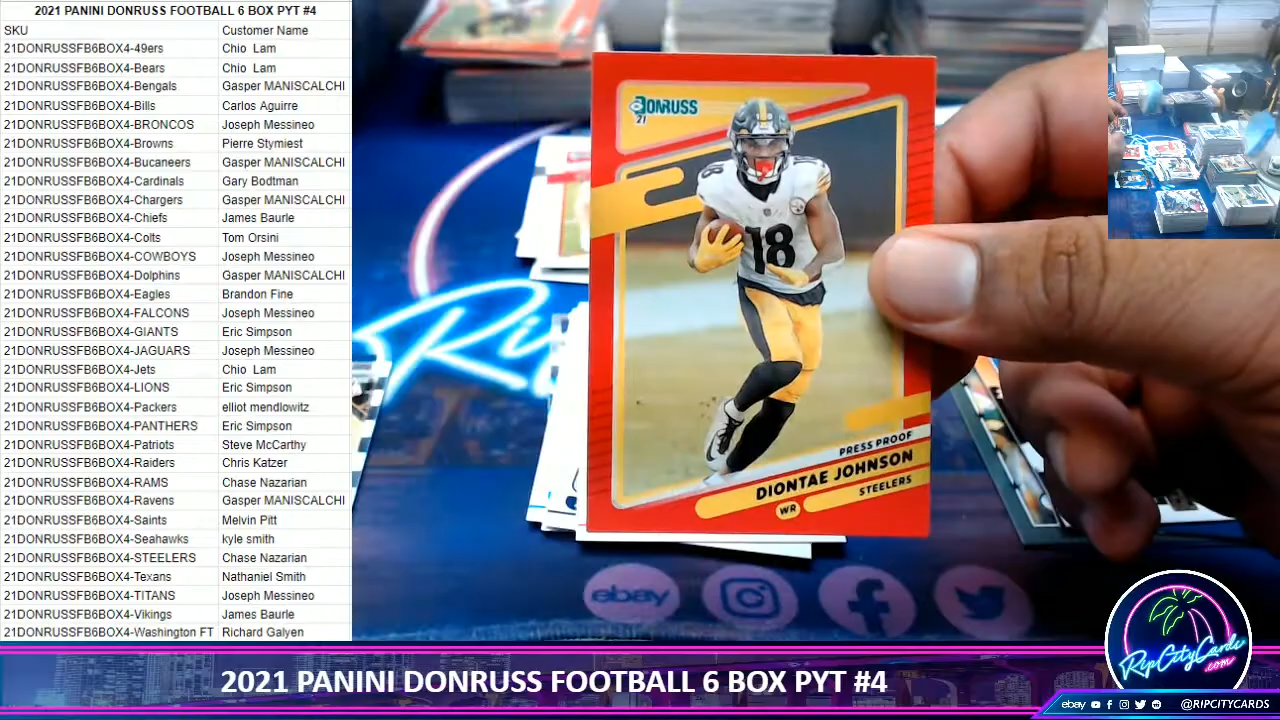 2021 PANINI DONRUSS FOOTBALL 6 BOX PYT #4
SKU Customer Name
21DONRUSSFB6BOX4-49ers Chio Lam
21DONRUSSFB6BOX4-Bears Chio Lam
21DONRUSSFB6BOX4-Bengals Gasper MANISCALCHI
21DONRUSSFB6BOX4-Bills Carlos Aguirre
21DONRUSSFB6BOX4-BRONCOS Joseph Messineo
21DONRUSSFB6BOX4-Browns Pierre Stymiest
21DONRUSSFB6BOX4-Bucaneers Gasper MANISCALCHI
21DONRUSSFB6BOX4-Cardinals Gary Bodtman
21DONRUSSFB6BOX4-Chargers Gasper MANISCALCHI
21DONRUSSFB6BOX4-Chiefs James Baurle
21DONRUSSFB6BOX4-Colts Tom Orsini
21DONRUSSFB6BOX4-COWBOYS Joseph Messineo
21DONRUSSFB6BOX4-Dolphins Gasper MANISCALCHI
21DONRUSSFB6BOX4-Eagles Brandon Fine
21DONRUSSFB6BOX4-FALCONS Joseph Messineo
21DONRUSSFB6BOX4-GIANTS Eric Simpson
21DONRUSSFB6BOX4-JAGUARS Joseph Messineo
21DONRUSSFB6BOX4-Jets Chio Lam
21DONRUSSFB6BOX4-LIONS Eric Simpson
21DONRUSSFB6BOX4-Packers elliot mendlowitz
21DONRUSSFB6BOX4-PANTHERS Eric Simpson
21DONRUSSFB6BOX4-Patriots Steve McCarthy
21DONRUSSFB6BOX4-Raiders Chris Katzer
21DONRUSSFB6BOX4-RAMS Chase Nazarian
21DONRUSSFB6BOX4-Ravens Gasper MANISCALCHI
21DONRUSSFB6BOX4-Saints Melvin Pitt
21DONRUSSFB6BOX4-Seahawks kyle smith
21DONRUSSFB6BOX4-STEELERS Chase Nazarian
21DONRUSSFB6BOX4-Texans Nathaniel Smith
21DONRUSSFB6BOX4-TITANS Joseph Messineo
21DONRUSSFB6BOX4-Vikings James Baurle
21DONRUSSFB6BOX4-Washington FT Richard Galyen
DONRUSS
21
18
18
PRESS PROOF
DIONTAE JOHNSON
STEELERS
WR
Rip
ebay
RipCityCards
.com
2021 PANINI DONRUSS FOOTBALL 6 BOX PYT #4
ebay @RIPCITYCARDS